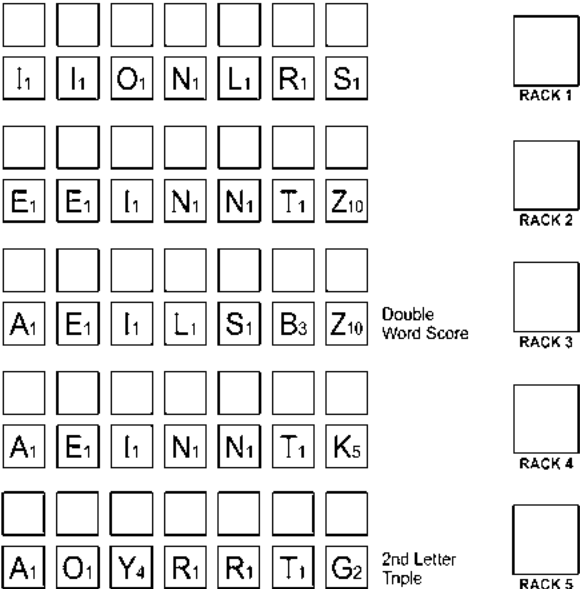 I1 I1 O1 N1 L1 R1 S1
RACK 1
E1 E1 I1 N1 N1 T1 Z10
RACK 2
A1 E1 I1 L1 S1 B3 Z10
Double
Word Score
RACK 3
A1 E1 I1 N1 N1 T1 K5
RACK 4
A1 O1 Y4 R1 R1 T1 G2
2nd Letter
Triple
RACK 5